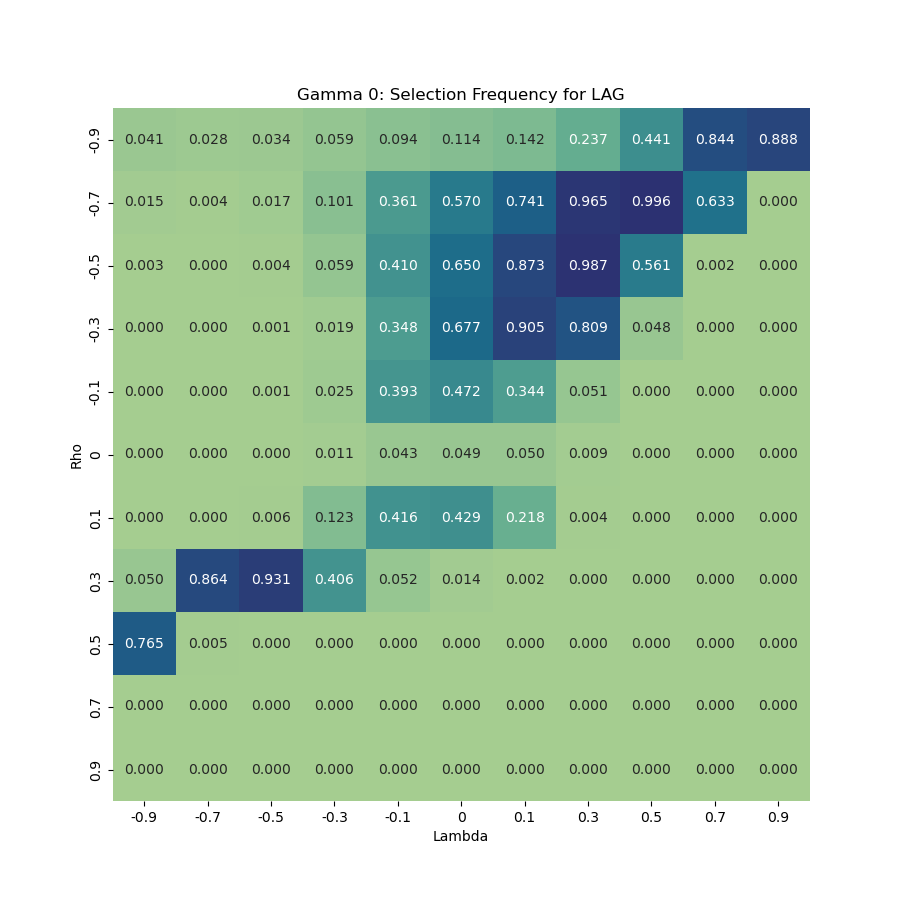 Gamma 0: Selection Frequency for LAG
-0.9 0.041 0.028 0.034 0.059 0.094 0.114 0.142 0.237 0.441 0.844 0.888
-0.7 0.015 0.004 0.017 0.101 0.361 0.570 0.741 0.965 0.996 0.633 0.000
-0.5 0.003 0.000 0.004 0.059 0.410 0.650 0.873 0.987 0.561 0.002 0.000
-0.3 0.000 0.000 0.001 0.019 0.348 0.677 0.905 0.809 0.048 0.000 0.000
-0.1 0.000 0.000 0.001 0.025 0.393 0.472 0.344 0.051 0.000 0.000 0.000
Rho
0 0.000 0.000 0.000 0.011 0.043 0.049 0.050 0.009 0.000 0.000 0.000
0.1 0.000 0.000 0.006 0.123 0.416 0.429 0.218 0.004 0.000 0.000 0.000
0.3 0.050 0.864 0.931 0.406 0.052 0.014 0.002 0.000 0.000 0.000 0.000
0.5 0.765 0.005 0.000 0.000 0.000 0.000 0.000 0.000 0.000 0.000 0.000
0.7 0.000 0.000 0.000 0.000 0.000 0.000 0.000 0.000 0.000 0.000 0.000
0.9 0.000 0.000 0.000 0.000 0.000 0.000 0.000 0.000 0.000 0.000 0.000
-0.9 -0.7 -0.5 -0.3 -0.1 0 0.1 0.3 0.5 0.7 0.9
Lambda